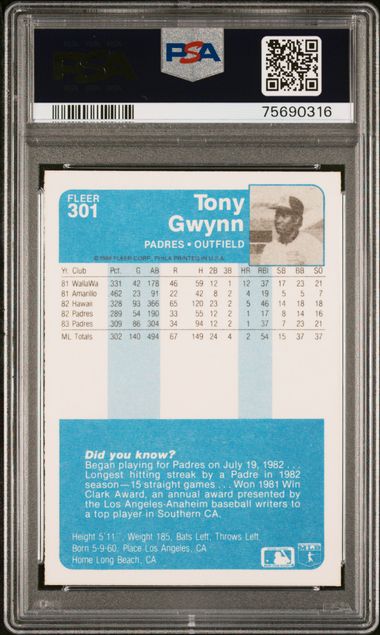 PSA
PSA
75690316
FLEER
301
Tony
Gwynn
PADRES • OUTFIELD
© 1984 FLEER CORP., PHILA PRINTED IN U.S.A.
Yr. Club Pct. G AB R H 2B 3B HR RBI SB BB SO
81 WallaWa .331 42 178 46 59 12 1 12 37 17 23 21
81 Amarillo .462 23 91 22 42 8 2 4 19 5 5 7
82 Hawaii .328 93 366 65 120 23 2 5 46 14 18 18
82 Padres .289 54 190 33 55 12 2 1 17 8 14 16
83 Padres .309 86 304 34 94 12 2 1 37 7 23 21
ML Totals .302 140 494 67 149 24 4 2 54 15 37 37
Did you know?
Began playing for Padres on July 19, 1982 . . .
Longest hitting streak by a Padre in 1982
season—15 straight games . . . Won 1981 Win
Clark Award, an annual award presented by
the Los Angeles-Anaheim baseball writers to
a top player in Southern CA.
Height 5'11", Weight 185, Bats Left, Throws Left,
Born 5-9-60, Place Los Angeles, CA
Home Long Beach, CA